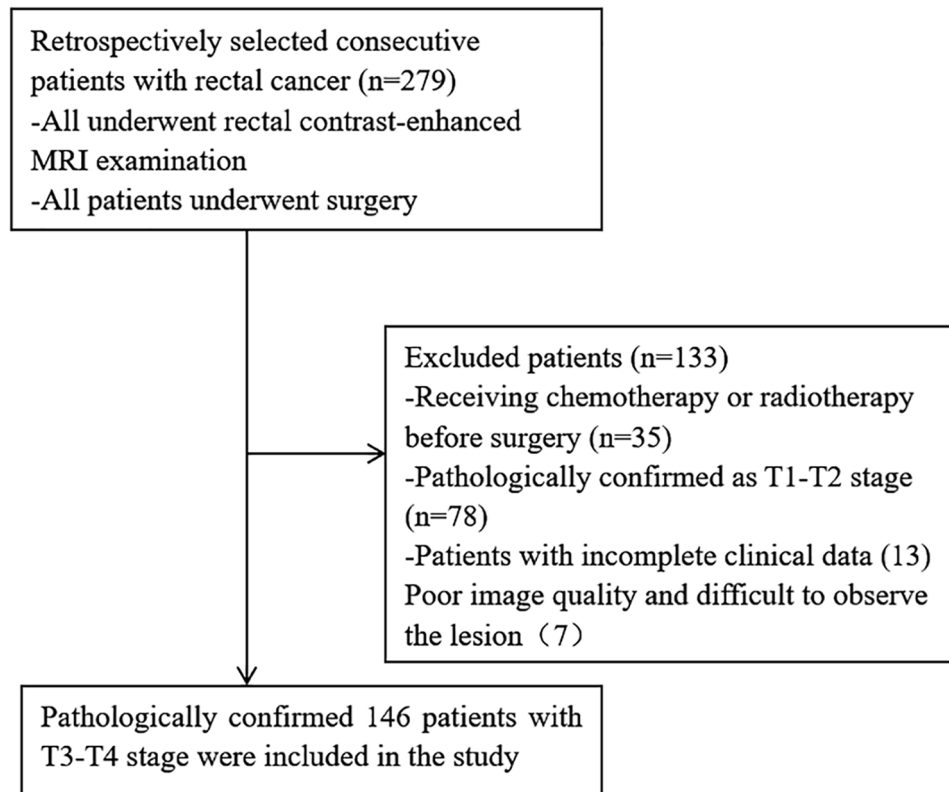 Retrospectively selected consecutive
patients with rectal cancer (n=279)
-All underwent rectal contrast-enhanced
MRI examination
-All patients underwent surgery
Excluded patients (n=133)
-Receiving chemotherapy or radiotherapy
before surgery (n=35)
-Pathologically confirmed as T1-T2 stage
(n=78)
-Patients with incomplete clinical data (13)
Poor image quality and difficult to observe
the lesion（7）
Pathologically confirmed 146 patients with
T3-T4 stage were included in the study